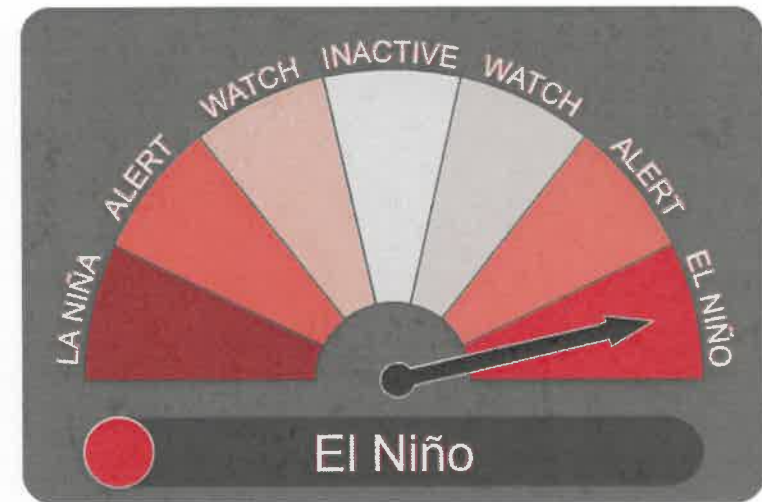 LA NIÑA
ALERT
WATCH
INACTIVE
WATCH
ALERT
EL NIÑO
El Niño